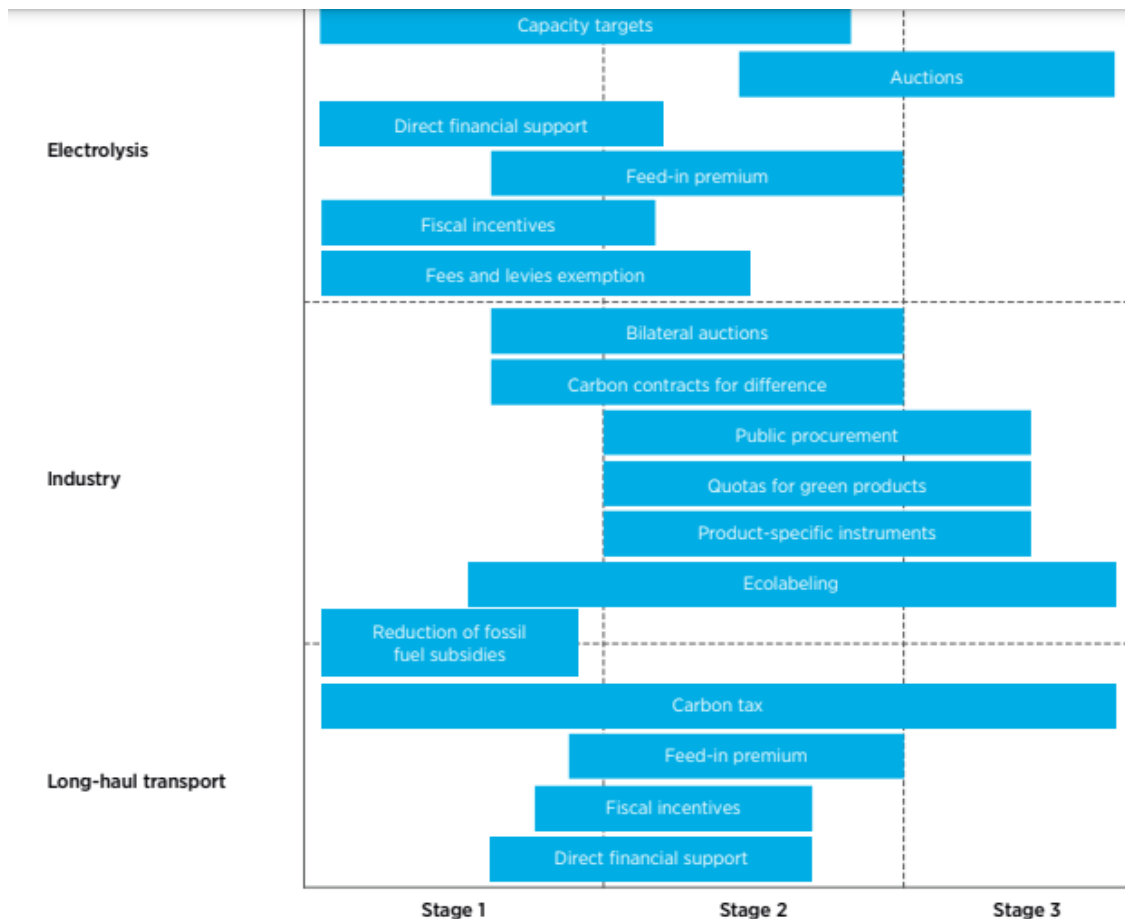 Capacity targets
Auctions
Electrolysis
Direct financial support
Feed-in premium
Fiscal incentives
Fees and levies exemption
Bilateral auctions
Carbon contracts for difference
Public procurement
Industry
Quotas for green products
Product-specific instruments
Ecolabeling
Reduction of fossil
fuel subsidies
Carbon tax
Feed-in premium
Long-haul transport
Fiscal incentives
Direct financial support
Stage 1
Stage 2
Stage 3